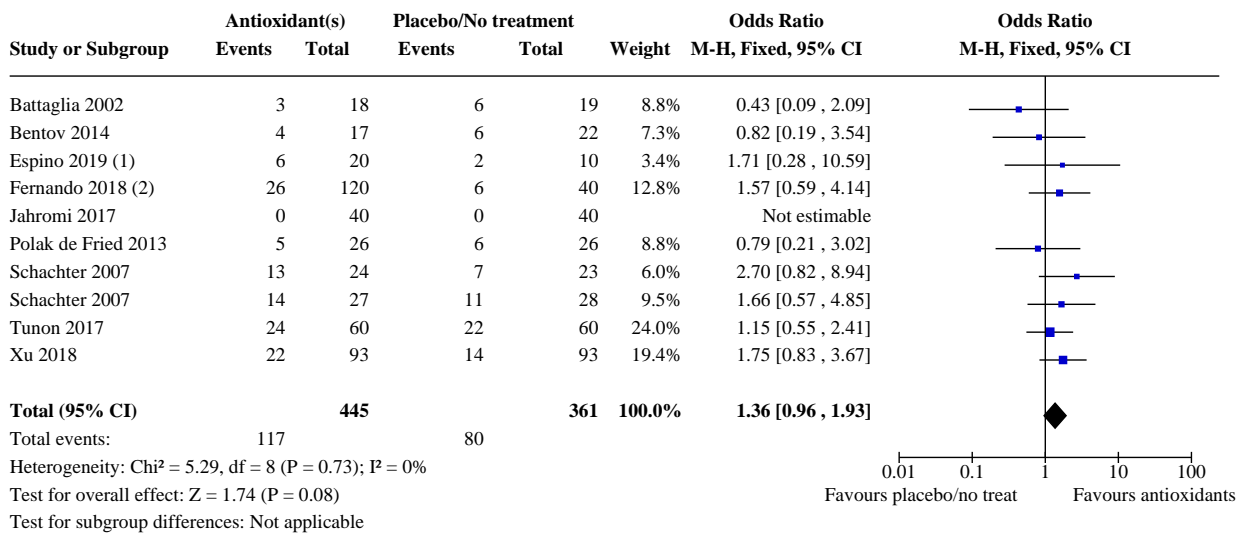 Antioxidant(s) Placebo/No treatment Odds Ratio Odds Ratio
Study or Subgroup Events Total Events Total Weight M-H, Fixed, 95% CI M-H, Fixed, 95% CI
Battaglia 2002 3 18 6 19 8.8% 0.43 [0.09 , 2.09]
Bentov 2014 4 17 6 22 7.3% 0.82 [0.19 , 3.54]
Espino 2019 (1) 6 20 2 10 3.4% 1.71 [0.28 , 10.59]
Fernando 2018 (2) 26 120 6 40 12.8% 1.57 [0.59 , 4.14]
Jahromi 2017 0 40 0 40 Not estimable
Polak de Fried 2013 5 26 6 26 8.8% 0.79 [0.21 , 3.02]
Schachter 2007 13 24 7 23 6.0% 2.70 [0.82 , 8.94]
Schachter 2007 14 27 11 28 9.5% 1.66 [0.57 , 4.85]
Tunon 2017 24 60 22 60 24.0% 1.15 [0.55 , 2.41]
Xu 2018 22 93 14 93 19.4% 1.75 [0.83 , 3.67]
Total (95% CI) 445 361 100.0% 1.36 [0.96 , 1.93]
Total events: 117 80
Heterogeneity: Chi² = 5.29, df = 8 (P = 0.73); I² = 0%
0.01 0.1 1 10 100
Test for overall effect: Z = 1.74 (P = 0.08)
Favours placebo/no treat Favours antioxidants
Test for subgroup differences: Not applicable